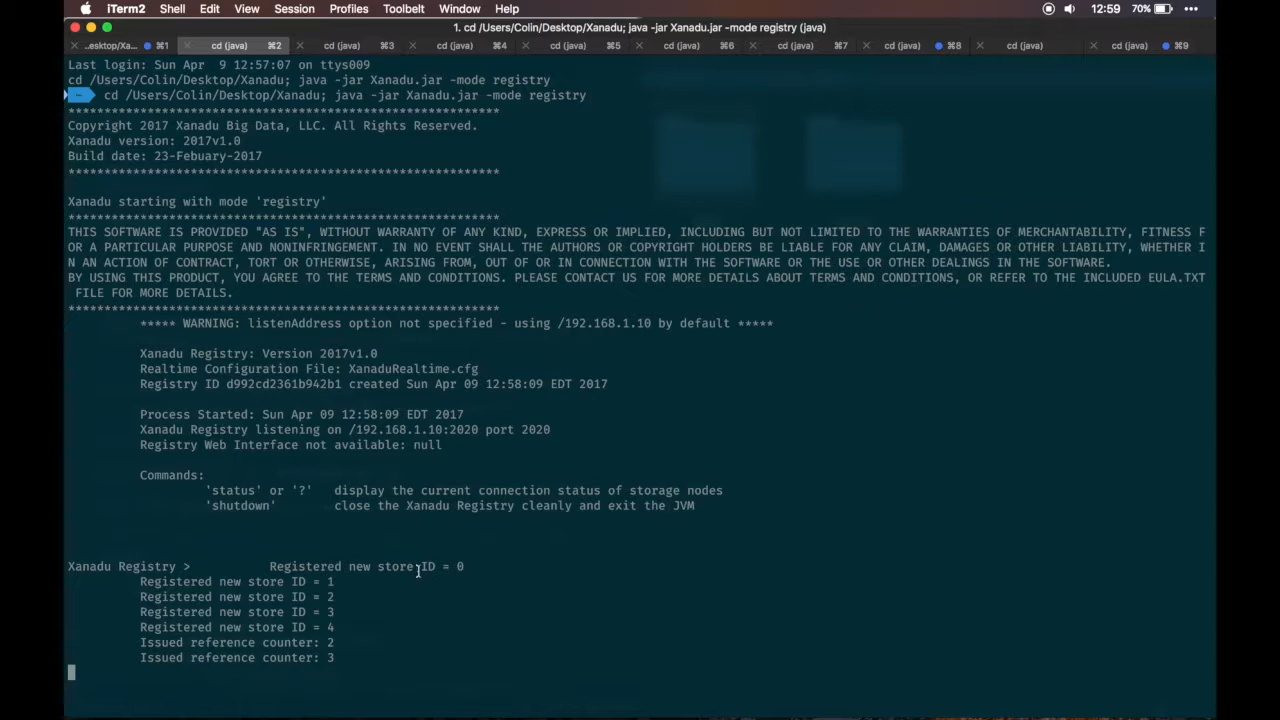 iTerm2 Shell Edit View Session Profiles Toolbelt Window Help 12:59 70%
1. cd /Users/Colin/Desktop/Xanadu; java -jar Xanadu.jar -mode registry (java)
..esktop/Xa... ⌘1 cd (java) ⌘2 cd (java) ⌘3 cd (java) ⌘4 cd (java) ⌘5 cd (java) ⌘6 cd (java) ⌘7 cd (java) ⌘8 cd (java) cd (java) ⌘9
Last login: Sun Apr  9 12:57:07 on ttys009
cd /Users/Colin/Desktop/Xanadu; java -jar Xanadu.jar -mode registry
~ cd /Users/Colin/Desktop/Xanadu; java -jar Xanadu.jar -mode registry
************************************************************
Copyright 2017 Xanadu Big Data, LLC. All Rights Reserved.
Xanadu version: 2017v1.0
Build date: 23-Febuary-2017
************************************************************
Xanadu starting with mode 'registry'
************************************************************
THIS SOFTWARE IS PROVIDED "AS IS", WITHOUT WARRANTY OF ANY KIND, EXPRESS OR IMPLIED, INCLUDING BUT NOT LIMITED TO THE WARRANTIES OF MERCHANTABILITY, FITNESS F
OR A PARTICULAR PURPOSE AND NONINFRINGEMENT. IN NO EVENT SHALL THE AUTHORS OR COPYRIGHT HOLDERS BE LIABLE FOR ANY CLAIM, DAMAGES OR OTHER LIABILITY, WHETHER I
N AN ACTION OF CONTRACT, TORT OR OTHERWISE, ARISING FROM, OUT OF OR IN CONNECTION WITH THE SOFTWARE OR THE USE OR OTHER DEALINGS IN THE SOFTWARE.
BY USING THIS PRODUCT, YOU AGREE TO THE TERMS AND CONDITIONS. PLEASE CONTACT US FOR MORE DETAILS ABOUT TERMS AND CONDITIONS, OR REFER TO THE INCLUDED EULA.TXT
FILE FOR MORE DETAILS.
************************************************************
***** WARNING: listenAddress option not specified - using /192.168.1.10 by default *****
Xanadu Registry: Version 2017v1.0
Realtime Configuration File: XanaduRealtime.cfg
Registry ID d992cd2361b942b1 created Sun Apr 09 12:58:09 EDT 2017
Process Started: Sun Apr 09 12:58:09 EDT 2017
Xanadu Registry listening on /192.168.1.10:2020 port 2020
Registry Web Interface not available: null
Commands:
'status' or '?' display the current connection status of storage nodes
'shutdown' close the Xanadu Registry cleanly and exit the JVM
Xanadu Registry > Registered new store ID = 0
Registered new store ID = 1
Registered new store ID = 2
Registered new store ID = 3
Registered new store ID = 4
Issued reference counter: 2
Issued reference counter: 3